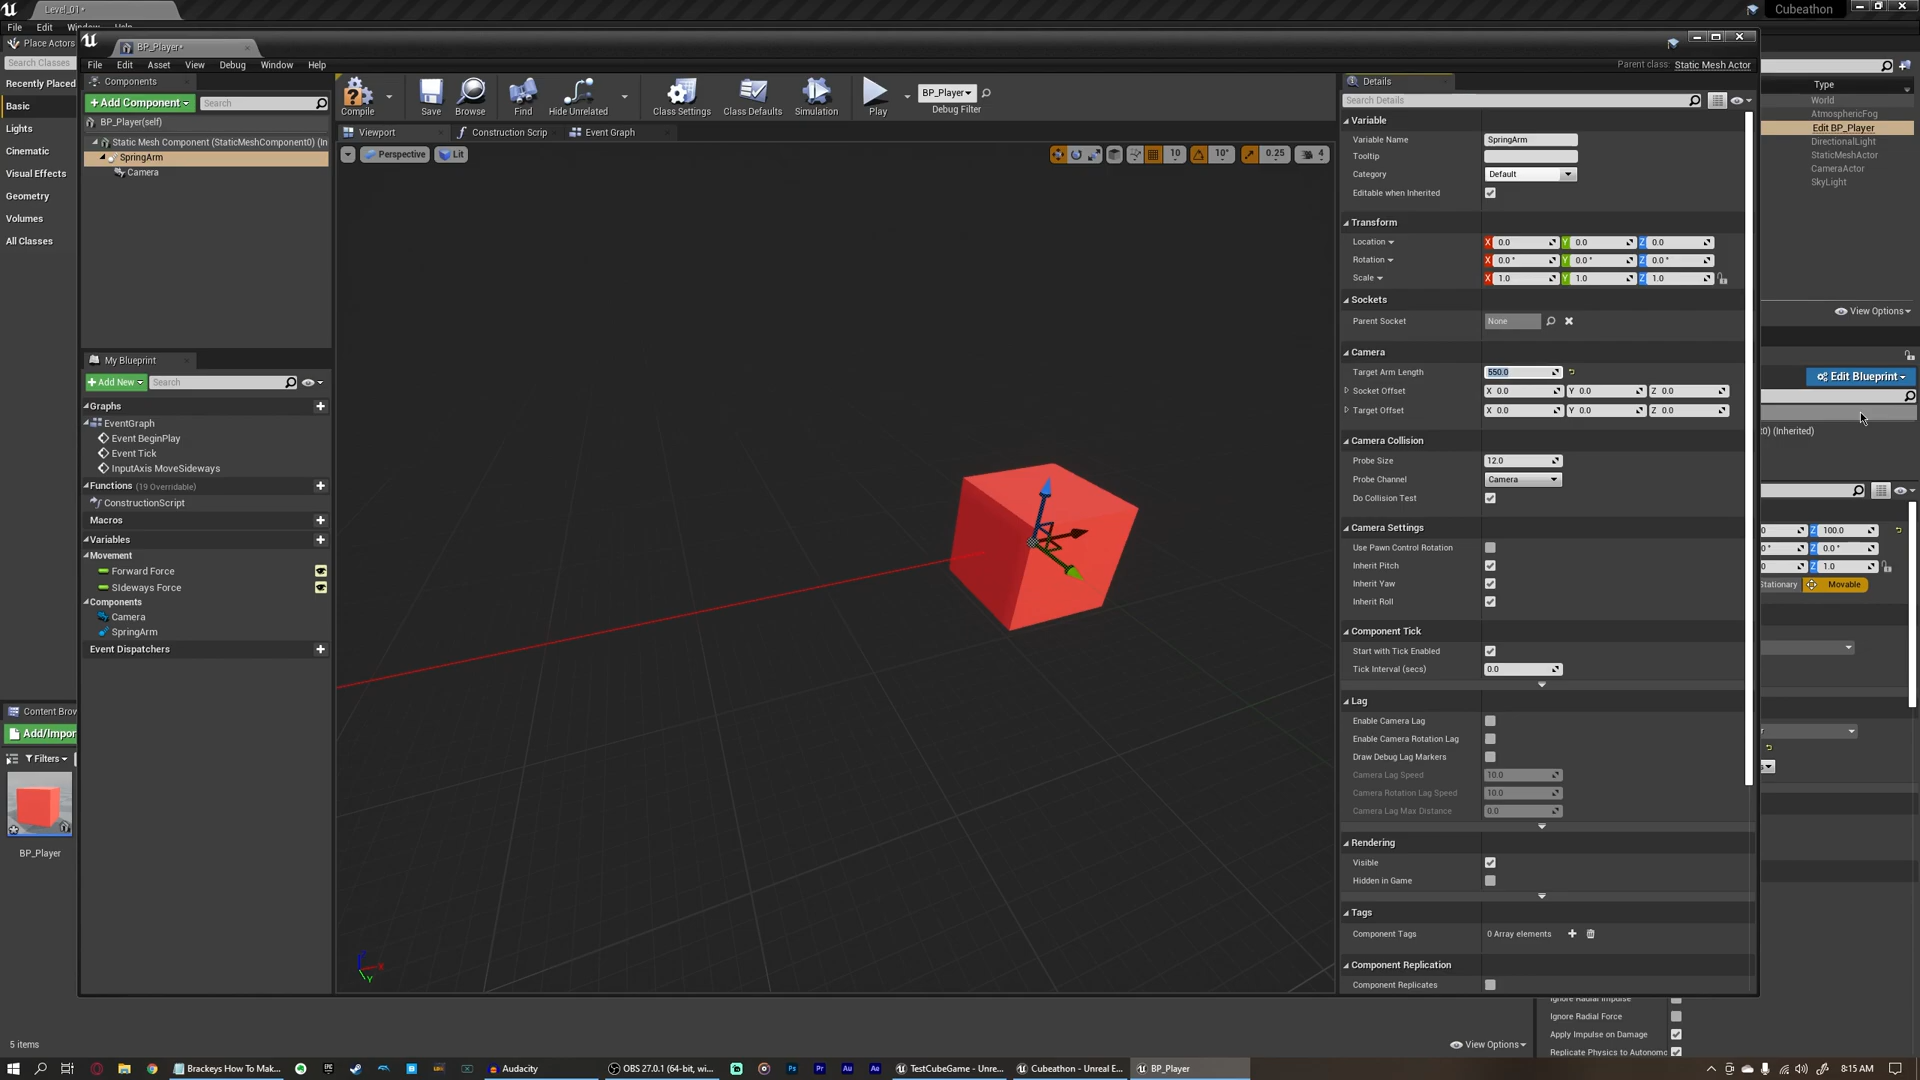 Level_01*
Cubeathon
File Edit Help
Place Actors
BP_Player*
File Edit Asset View Debug Window Help
Parent class: Static Mesh Actor
Search Classes
Recently Placed
Basic
Lights
Cinematic
Visual Effects
Geometry
Volumes
All Classes
Components
+Add Component
Search
BP_Player(self)
Static Mesh Component (StaticMeshComponent0) (In
SpringArm
Camera
Compile
Save
Browse
Find
Hide Unrelated
Class Settings
Class Defaults
Simulation
Play
BP_Player
Debug Filter
Viewport
Construction Scrip
Event Graph
Perspective
Lit
10
10°
0.25
4
My Blueprint
+Add New
Search
Graphs
EventGraph
Event BeginPlay
Event Tick
InputAxis MoveSideways
Functions (19 Overridable)
ConstructionScript
Macros
Variables
Movement
Forward Force
SIdeways Force
Components
Camera
SpringArm
Event Dispatchers
Details
Search Details
Variable
Variable Name SpringArm
Tooltip
Category Default
Editable when Inherited
Transform
Location X 0.0 Y 0.0 Z 0.0
Rotation X 0.0 ° Y 0.0 ° Z 0.0 °
Scale X 1.0 Y 1.0 Z 1.0
Sockets
Parent Socket None
Camera
Target Arm Length 550.0
Socket Offset X 0.0 Y 0.0 Z 0.0
Target Offset X 0.0 Y 0.0 Z 0.0
Camera Collision
Probe Size 12.0
Probe Channel Camera
Do Collision Test
Camera Settings
Use Pawn Control Rotation
Inherit Pitch
Inherit Yaw
Inherit Roll
Component Tick
Start with Tick Enabled
Tick Interval (secs) 0.0
Lag
Enable Camera Lag
Enable Camera Rotation Lag
Draw Debug Lag Markers
Camera Lag Speed 10.0
Camera Rotation Lag Speed 10.0
Camera Lag Max Distance 0.0
Rendering
Visible
Hidden in Game
Tags
Component Tags 0 Array elements
Component Replication
Component Replicates
Type
World
AtmosphericFog
Edit BP_Player
DirectionalLight
StaticMeshActor
CameraActor
SkyLight
View Options
Edit Blueprint
(Inherited)
0 Z 100.0
0 ° Z 0.0 °
0 Z 1.0
Stationary Movable
Content Brow
Add/Impor
Filters
BP_Player
5 items
View Options
Ignore Radial Impulse
Ignore Radial Force
Apply Impulse on Damage
Replicate Physics to Autonomo
Z
X
Y
Brackeys How To Mak...
Audacity
OBS 27.0.1 (64-bit, wi...
TestCubeGame - Unre...
Cubeathon - Unreal E...
BP_Player
8:15 AM